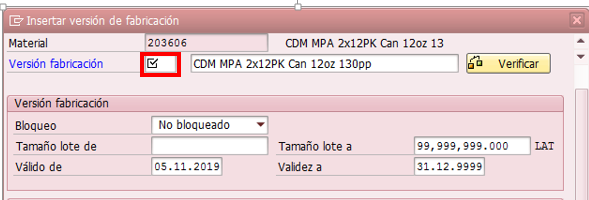 Insertar versión de fabricación
Material 203606 CDM MPA 2x12PK Can 12oz 13
Versión fabricación CDM MPA 2x12PK Can 12oz 130pp Verificar
Versión fabricación
Bloqueo No bloqueado
Tamaño lote de Tamaño lote a 99,999,999.000 LAT
Válido de 05.11.2019 Validez a 31.12.9999